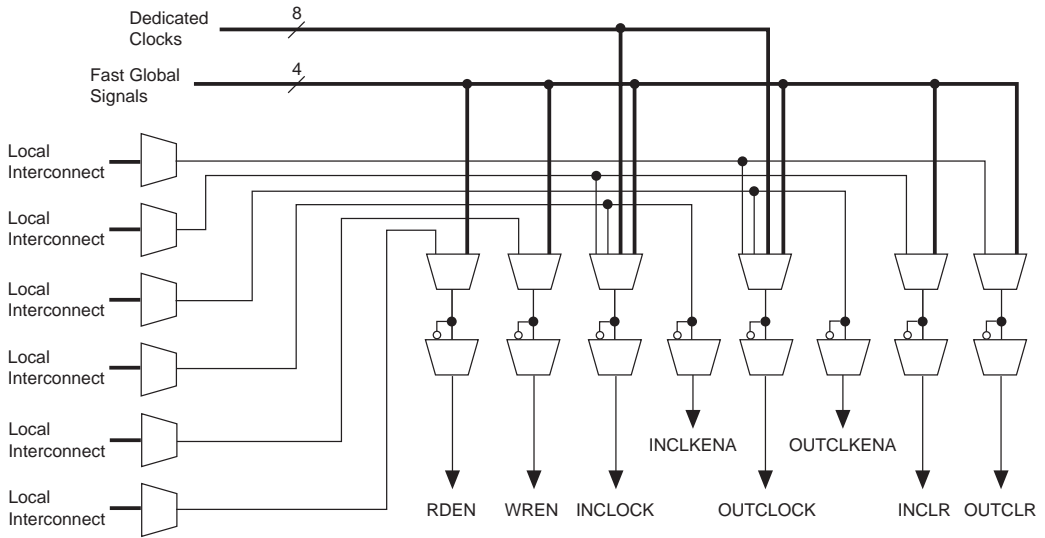 Dedicated
Clocks
8
Fast Global
Signals
4
Local
Interconnect
Local
Interconnect
Local
Interconnect
Local
Interconnect
Local
Interconnect
Local
Interconnect
INCLKENA
OUTCLKENA
RDEN
WREN
INCLOCK
OUTCLOCK
INCLR
OUTCLR